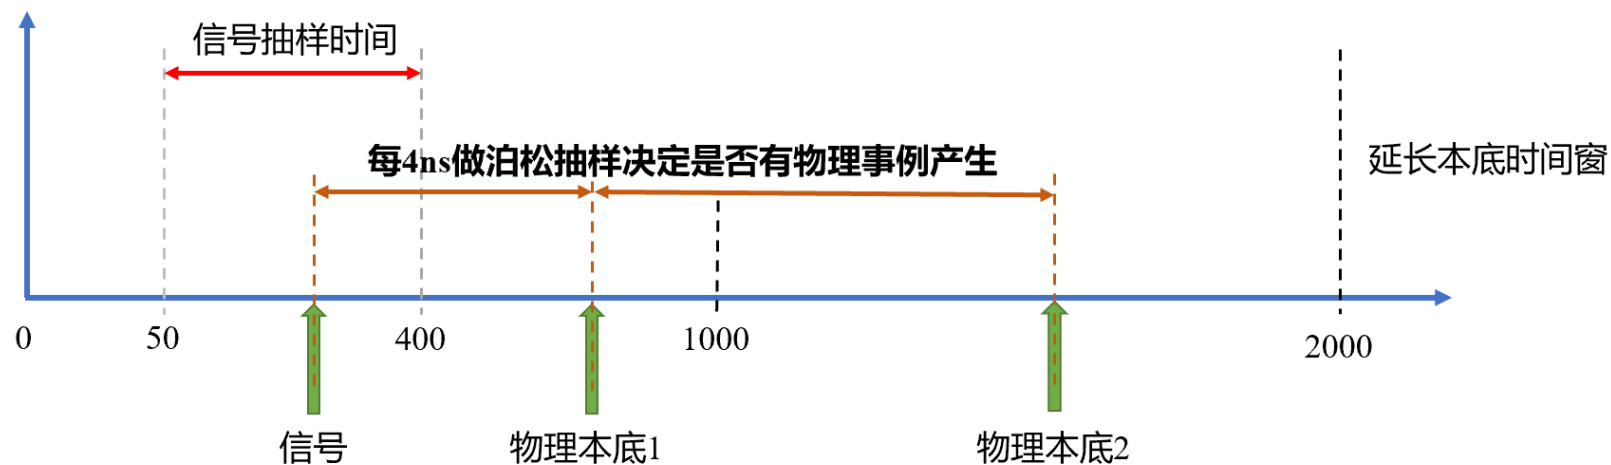 信号抽样时间
每4ns做泊松抽样决定是否有物理事例产生
延长本底时间窗
0
50
400
1000
2000
信号
物理本底1
物理本底2